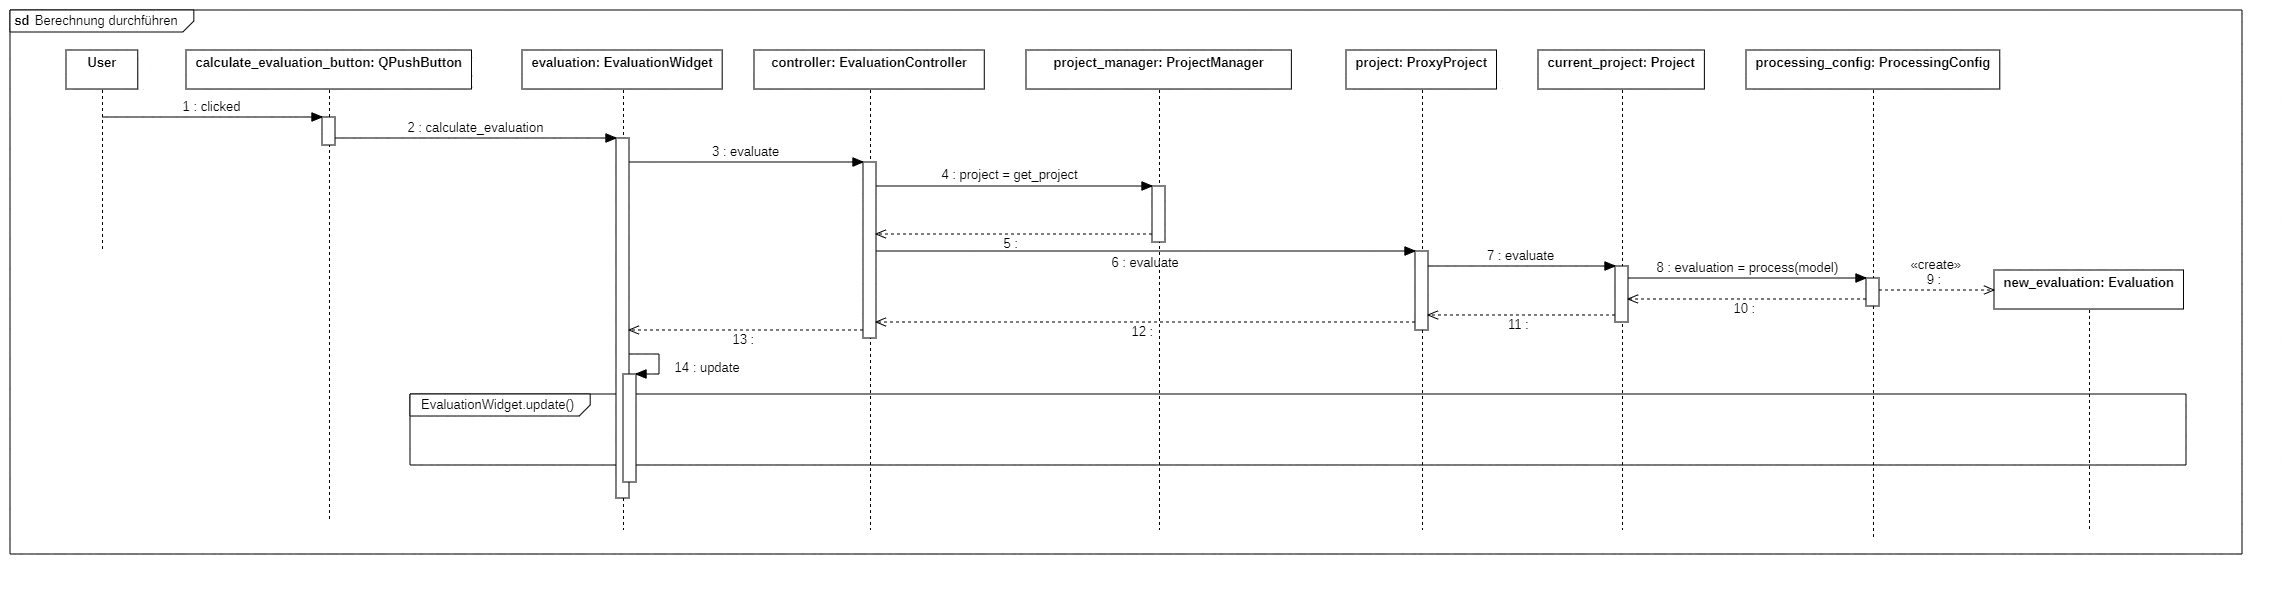 sd Berechnung durchführen
User
calculate_evaluation_button: QPushButton
evaluation: EvaluationWidget
controller: EvaluationController
project_manager: ProjectManager
project: ProxyProject
current_project: Project
processing_config: ProcessingConfig
1 : clicked
2 : calculate_evaluation
3 : evaluate
4 : project = get_project
5 :
6 : evaluate
7 : evaluate
8 : evaluation = process(model)
«create»
9 :
new_evaluation: Evaluation
10 :
11 :
12 :
13 :
14 : update
EvaluationWidget.update()